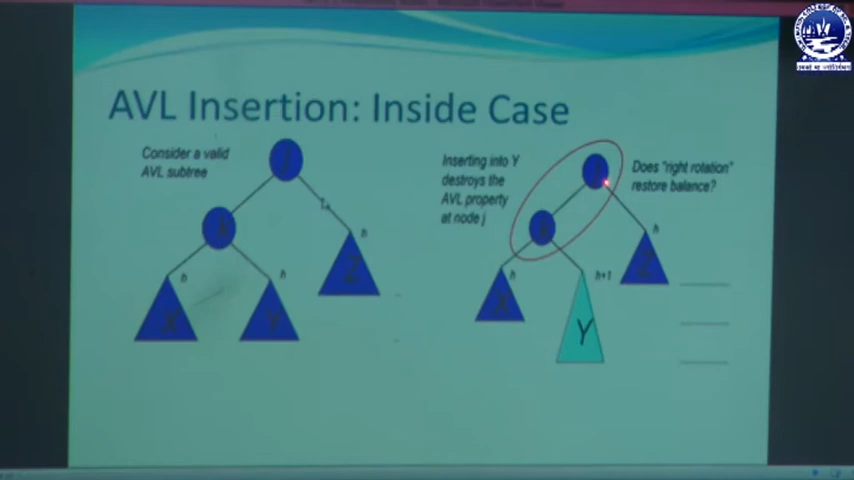 AVL Insertion: Inside Case
Consider a valid
AVL subtree
j
k
h
h
h
X
Y
Z
Inserting into Y
destroys the
AVL property
at node j
Does "right rotation"
restore balance?
h
h
h+1
X
Y
Z